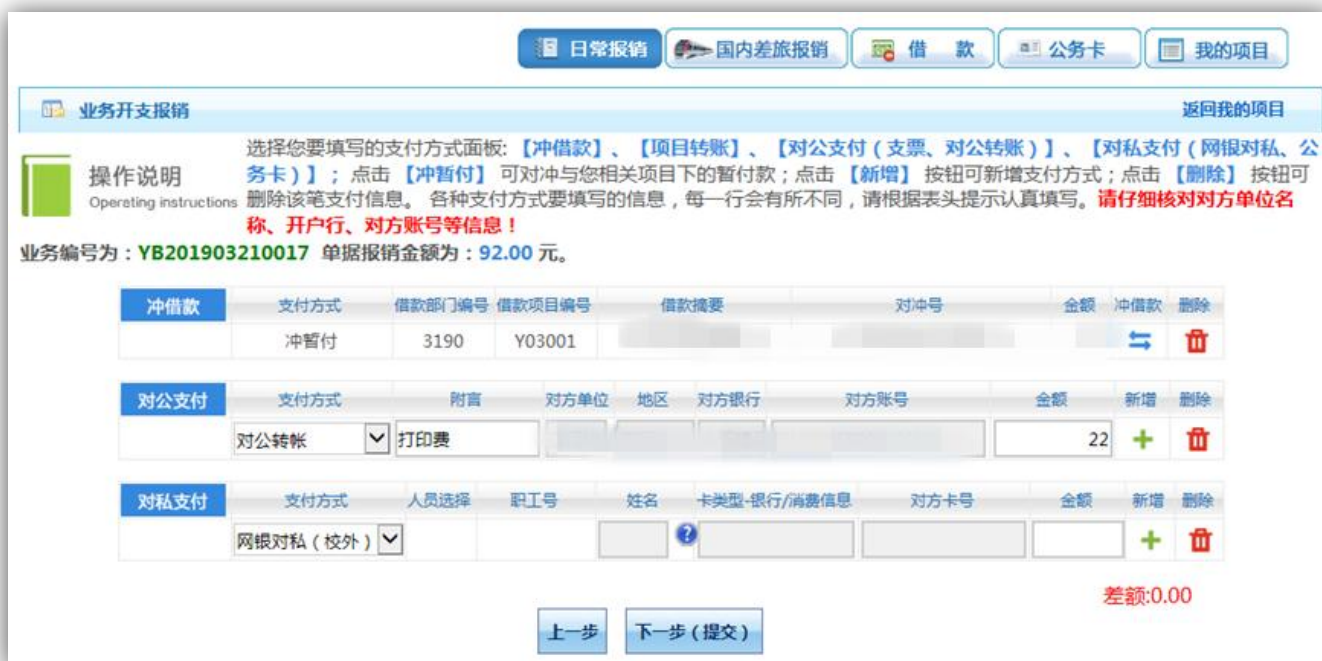 日常报销 国内差旅报销 借 款 公务卡 我的项目
业务开支报销 返回我的项目
选择您要填写的支付方式面板:【冲借款】、【项目转账】、【对公支付(支票、对公转账)】、【对私支付(网银对私、公
操作说明 务卡)】;点击【冲暂付】可对冲与您相关项目下的暂付款;点击【新增】按钮可新增支付方式;点击【删除】按钮可
Operating instructions 删除该笔支付信息。各种支付方式要填写的信息,每一行会有所不同,请根据表头提示认真填写。请仔细核对对方单位名
称、开户行、对方账号等信息!
业务编号为:YB201903210017 单据报销金额为:92.00 元。
冲借款 支付方式 借款部门编号 借款项目编号 借款摘要 对冲号 金额 冲借款 删除
冲暂付 3190 Y03001
对公支付 支付方式 附言 对方单位 地区 对方银行 对方账号 金额 新增 删除
对公转帐 打印费 22
对私支付 支付方式 人员选择 职工号 姓名 卡类型-银行/消费信息 对方卡号 金额 新增 删除
网银对私(校外)
差额:0.00
上一步 下一步(提交)